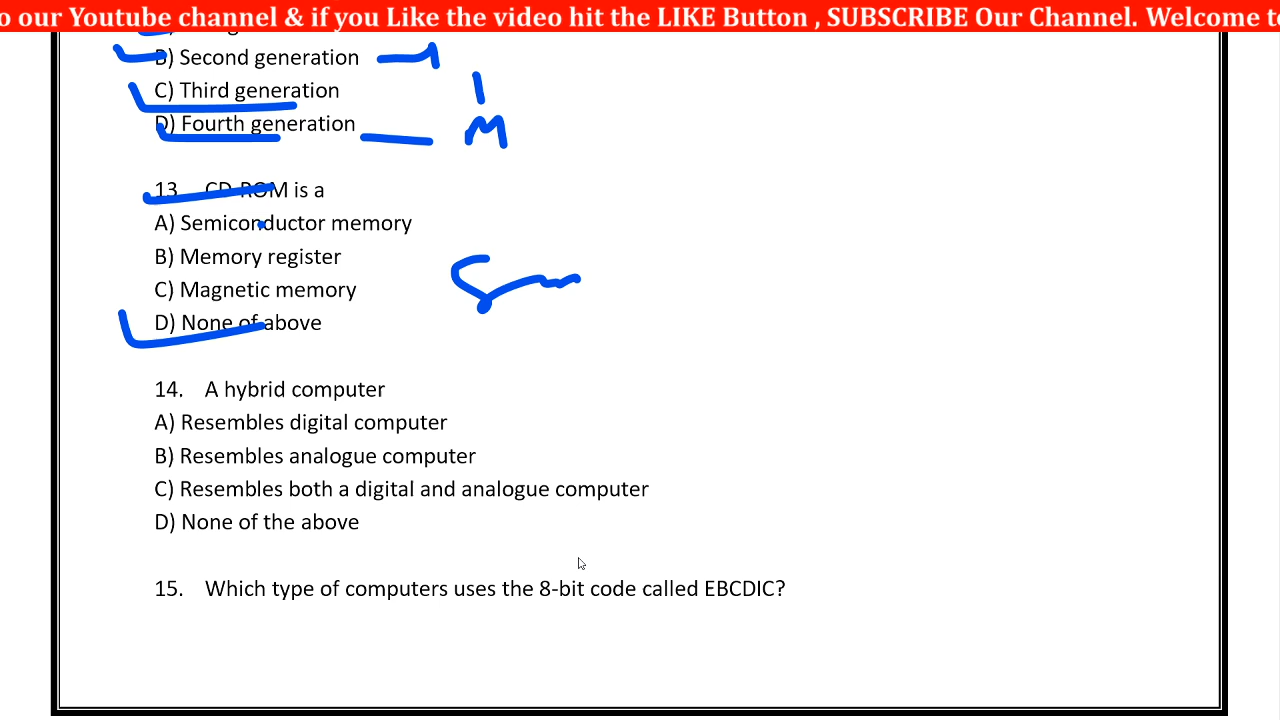 o our Youtube channel & if you Like the video hit the LIKE Button , SUBSCRIBE Our Channel. Welcome to
B) Second generation
C) Third generation
D) Fourth generation
13. CD-ROM is a
A) Semiconductor memory
B) Memory register
C) Magnetic memory
D) None of above
14. A hybrid computer
A) Resembles digital computer
B) Resembles analogue computer
C) Resembles both a digital and analogue computer
D) None of the above
15. Which type of computers uses the 8-bit code called EBCDIC?